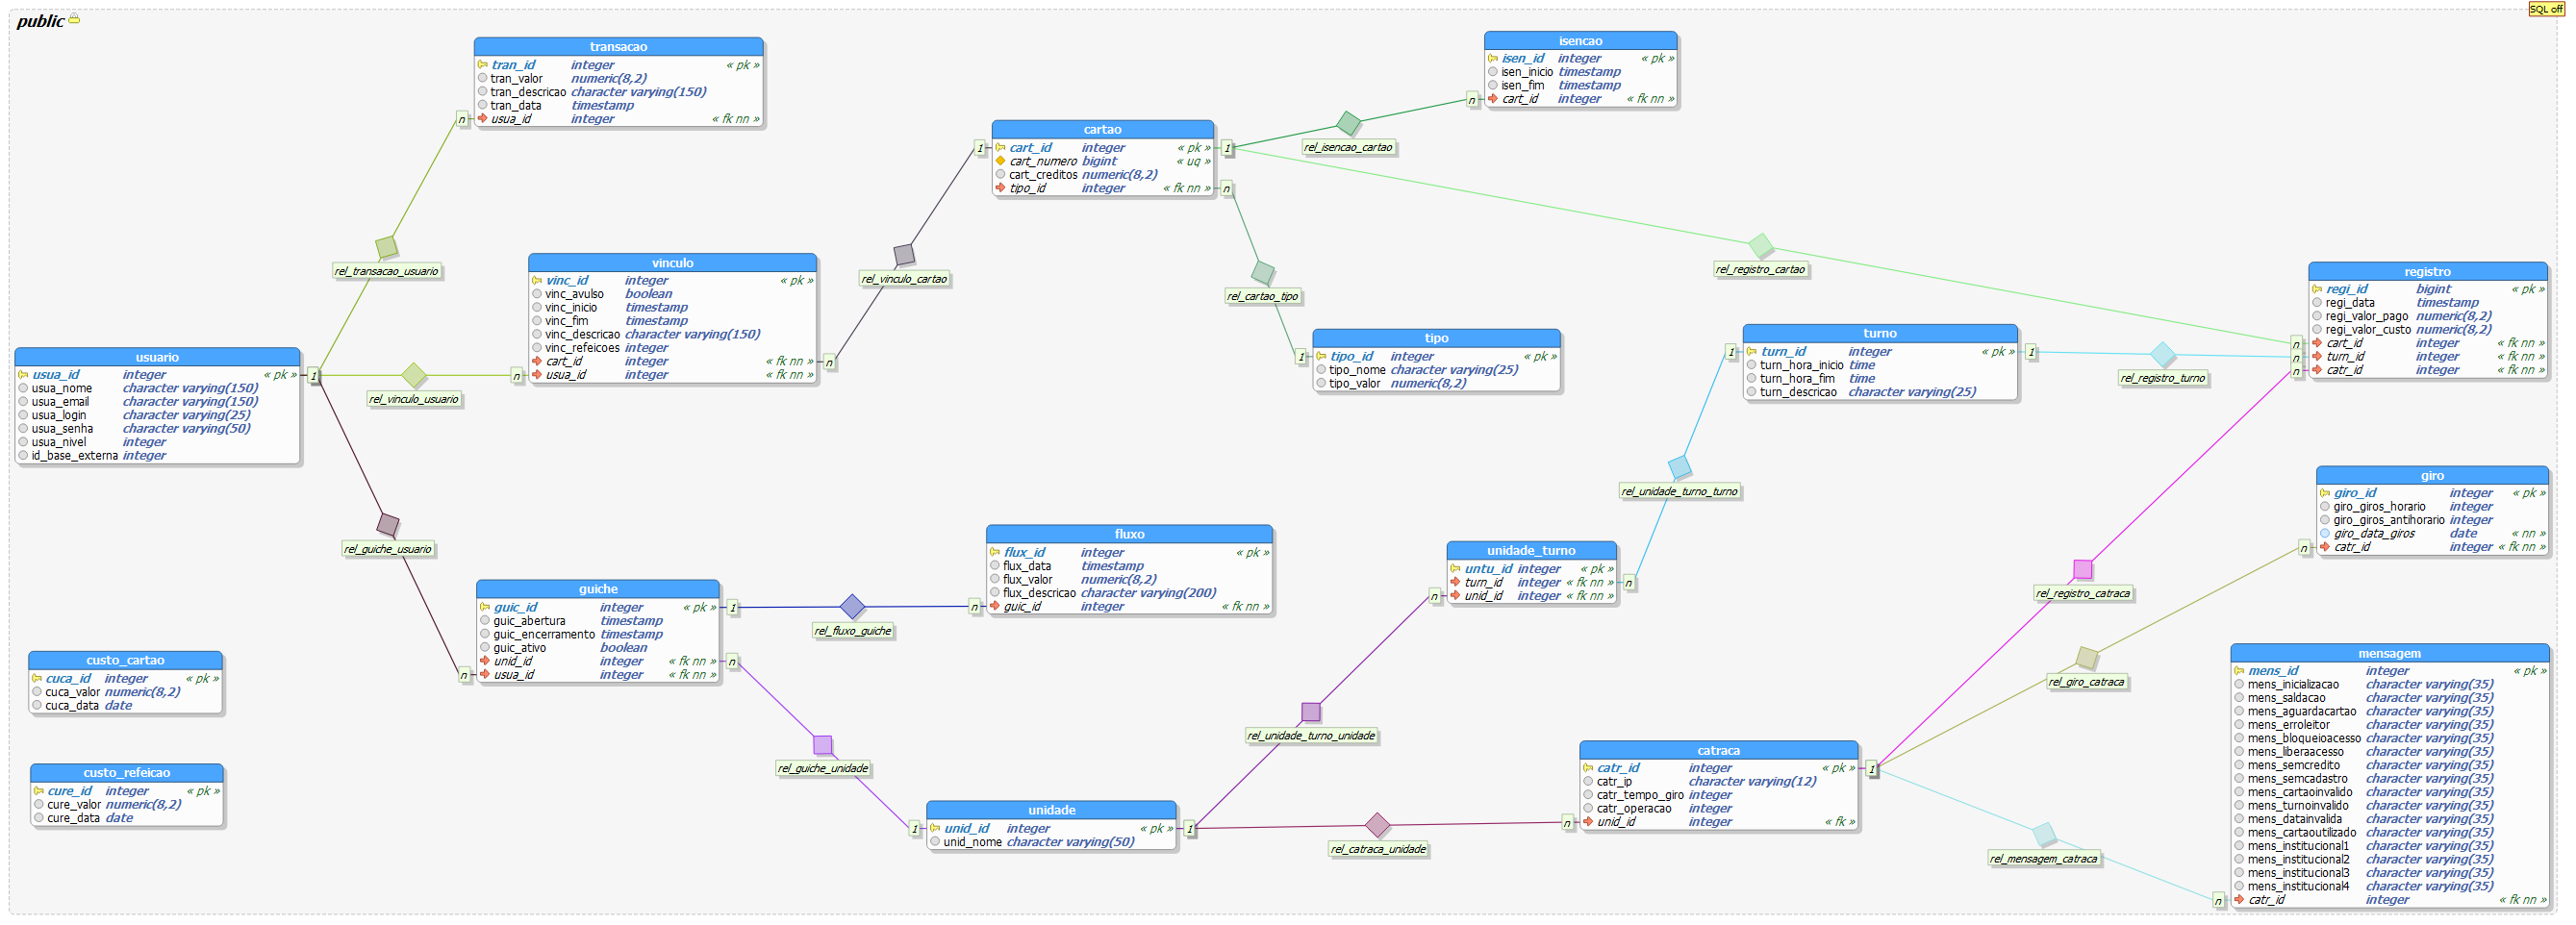 public
SQL off
transacao
tran_id integer « pk »
tran_valor numeric(8,2)
tran_descricao character varying(150)
tran_data timestamp
usua_id integer « fk nn »
n
rel_transacao_usuario
isencao
isen_id integer « pk »
isen_inicio timestamp
isen_fim timestamp
cart_id integer « fk nn »
n
rel_isencao_cartao
cartao
cart_id integer « pk »
cart_numero bigint « uq »
cart_creditos numeric(8,2)
tipo_id integer « fk nn »
1
1
n
rel_vinculo_cartao
rel_cartao_tipo
rel_registro_cartao
vinculo
vinc_id integer « pk »
vinc_avulso boolean
vinc_inicio timestamp
vinc_fim timestamp
vinc_descricao character varying(150)
vinc_refeicoes integer
cart_id integer « fk nn »
usua_id integer « fk nn »
n
n
rel_vinculo_usuario
registro
regi_id bigint « pk »
regi_data timestamp
regi_valor_pago numeric(8,2)
regi_valor_custo numeric(8,2)
cart_id integer « fk nn »
turn_id integer « fk nn »
catr_id integer « fk nn »
n
n
n
tipo
tipo_id integer « pk »
tipo_nome character varying(25)
tipo_valor numeric(8,2)
1
turno
turn_id integer « pk »
turn_hora_inicio time
turn_hora_fim time
turn_descricao character varying(25)
1
1
rel_registro_turno
usuario
usua_id integer « pk »
usua_nome character varying(150)
usua_email character varying(150)
usua_login character varying(25)
usua_senha character varying(50)
usua_nivel integer
id_base_externa integer
1
rel_unidade_turno_turno
giro
giro_id integer « pk »
giro_giros_horario integer
giro_giros_antihorario integer
giro_data_giros date « nn »
catr_id integer « fk nn »
n
rel_guiche_usuario
fluxo
flux_id integer « pk »
flux_data timestamp
flux_valor numeric(8,2)
flux_descricao character varying(200)
guic_id integer « fk nn »
n
rel_fluxo_guiche
unidade_turno
untu_id integer « pk »
turn_id integer « fk nn »
unid_id integer « fk nn »
n
n
rel_registro_catraca
guiche
guic_id integer « pk »
guic_abertura timestamp
guic_encerramento timestamp
guic_ativo boolean
unid_id integer « fk nn »
usua_id integer « fk nn »
1
n
n
custo_cartao
cuca_id integer « pk »
cuca_valor numeric(8,2)
cuca_data date
rel_giro_catraca
mensagem
mens_id integer « pk »
mens_inicializacao character varying(35)
mens_saldacao character varying(35)
mens_aguardacartao character varying(35)
mens_erroleitor character varying(35)
mens_bloqueioacesso character varying(35)
mens_liberaacesso character varying(35)
mens_semcredito character varying(35)
mens_semcadastro character varying(35)
mens_cartaoinvalido character varying(35)
mens_turnoinvalido character varying(35)
mens_datainvalida character varying(35)
mens_cartaoutilizado character varying(35)
mens_institucional1 character varying(35)
mens_institucional2 character varying(35)
mens_institucional3 character varying(35)
mens_institucional4 character varying(35)
catr_id integer « fk nn »
n
rel_unidade_turno_unidade
rel_guiche_unidade
custo_refeicao
cure_id integer « pk »
cure_valor numeric(8,2)
cure_data date
catraca
catr_id integer « pk »
catr_ip character varying(12)
catr_tempo_giro integer
catr_operacao integer
unid_id integer « fk »
1
n
unidade
unid_id integer « pk »
unid_nome character varying(50)
1
1
rel_catraca_unidade
rel_mensagem_catraca